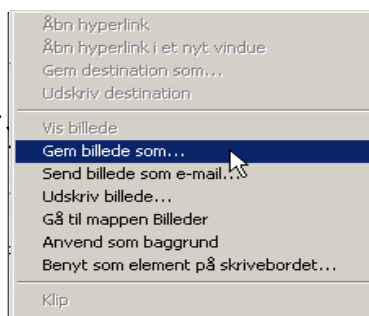 Åbn hyperlink
Åbn hyperlink i et nyt vindue
Gem destination som...
Udskriv destination
Vis billede
Gem billede som...
Send billede som e-mail...
Udskriv billede...
Gå til mappen Billeder
Anvend som baggrund
Benyt som element på skrivebordet...
Klip